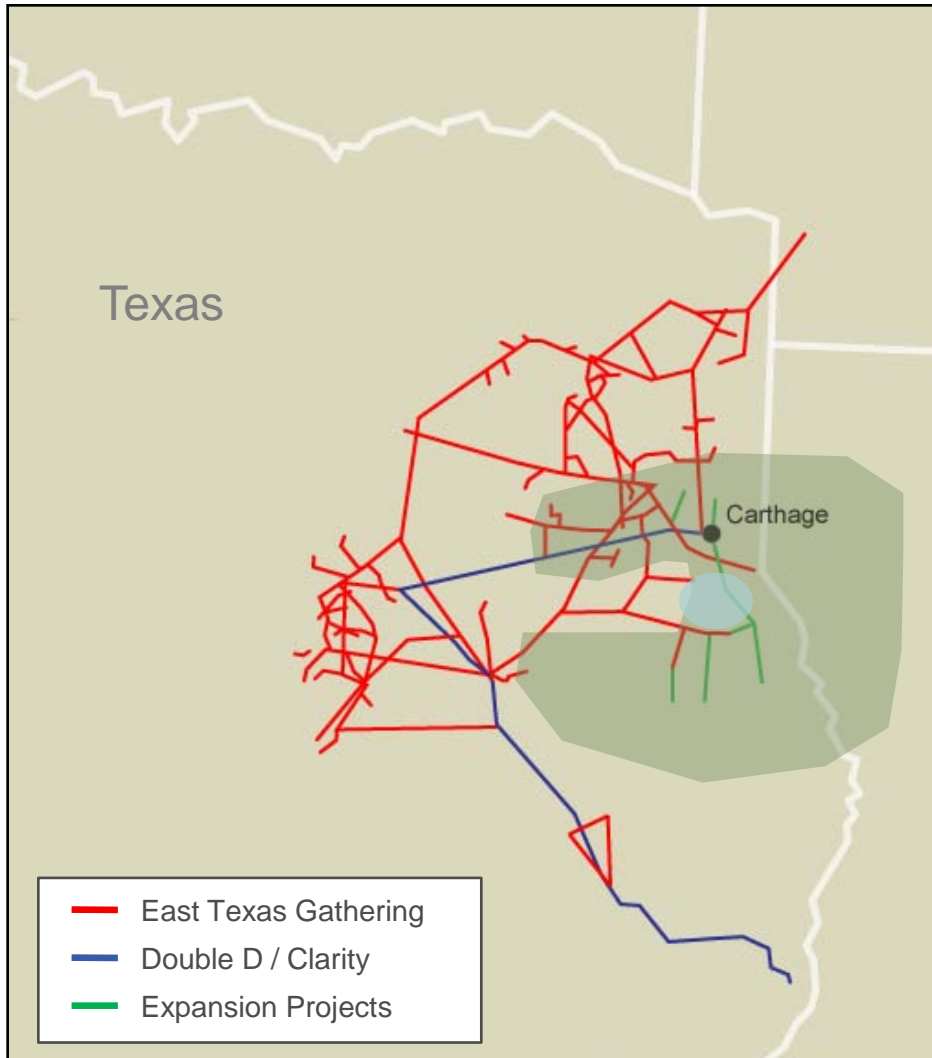 Texas
Carthage
East Texas Gathering
Double D / Clarity
Expansion Projects